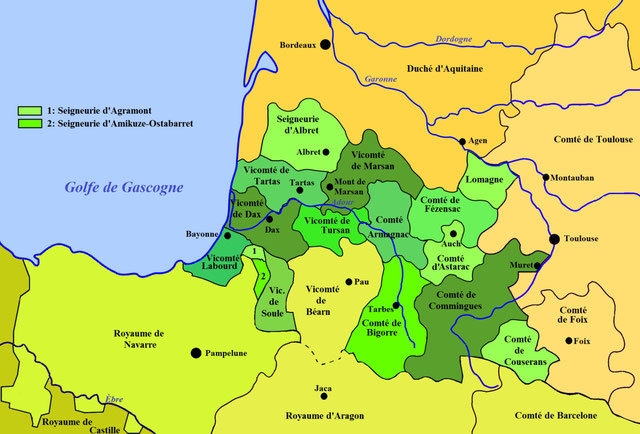 Dordogne
Bordeaux
Duché d'Aquitaine
Garonne
1: Seigneurie d'Agramont
2: Seigneurie d'Amikuze-Ostabarret
Seigneurie
d'Albret
Albret
Agen
Comté de Toulouse
Vicomté
de Marsan
Vicomté de
Tartas
Tartas
Mont de
Marsan
Lomagne
Montauban
Golfe de Gascogne
Vicomté
de Dax
Dax
Adour
Vicomté de
Tursan
Comté
Armagnac
Comté de
Fézensac
Auch
Toulouse
Bayonne
Vicomté
Labourd
1
2
Comté
d'Astarac
Muret
Vic.
de
Soule
Vicomté
de
Béarn
Pau
Tarbes
Comté de
Bigorre
Comté de
Commingues
Comté
de Foix
Foix
Comté
de
Couserans
Royaume de
Navarre
Pampelune
Jaca
Royaume d'Aragon
Comté de Barcelone
Èbre
Royaume de
Castille